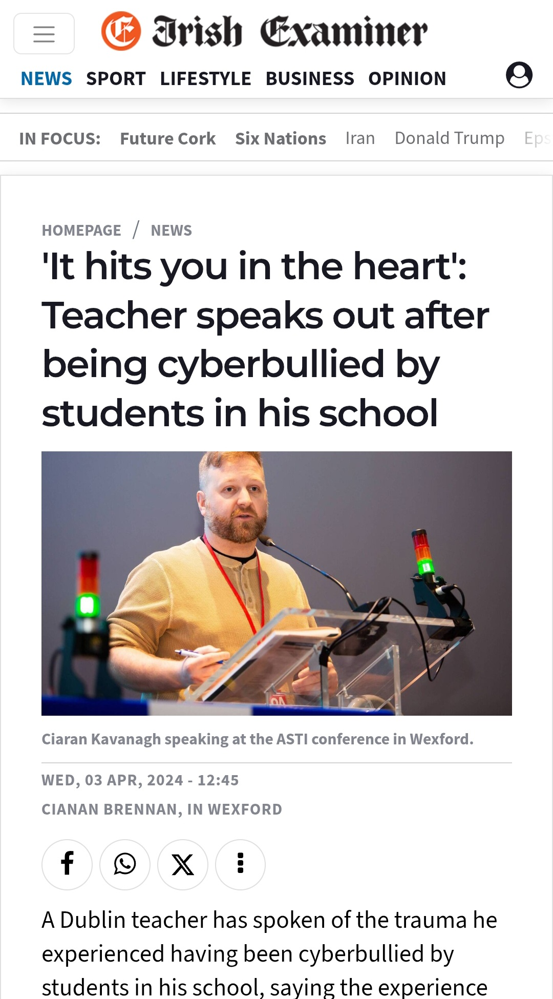 Irish Examiner
NEWS SPORT LIFESTYLE BUSINESS OPINION
IN FOCUS: Future Cork Six Nations Iran Donald Trump Eps
HOMEPAGE / NEWS
'It hits you in the heart':
Teacher speaks out after
being cyberbullied by
students in his school
Ciaran Kavanagh speaking at the ASTI conference in Wexford.
WED, 03 APR, 2024 - 12:45
CIANAN BRENNAN, IN WEXFORD
A Dublin teacher has spoken of the trauma he
experienced having been cyberbullied by
students in his school, saying the experience